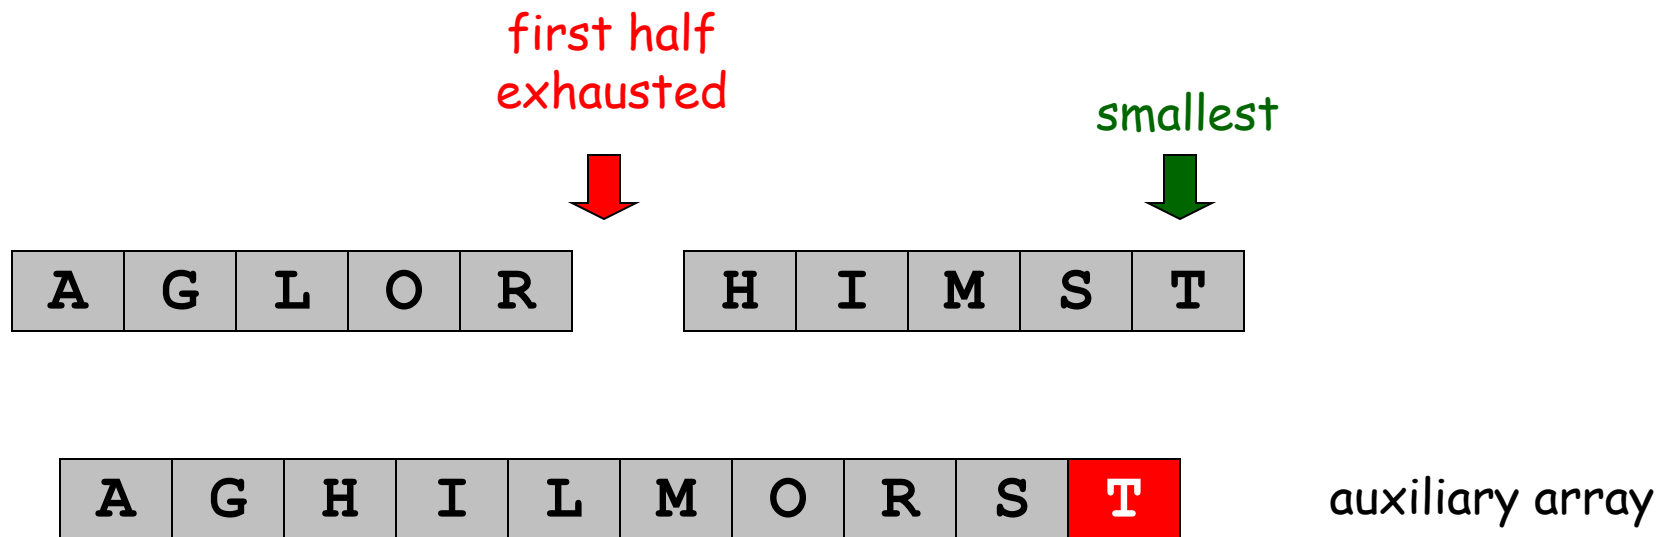 first half
exhausted
smallest
A G L O R H I M S T
A G H I L M O R S T auxiliary array